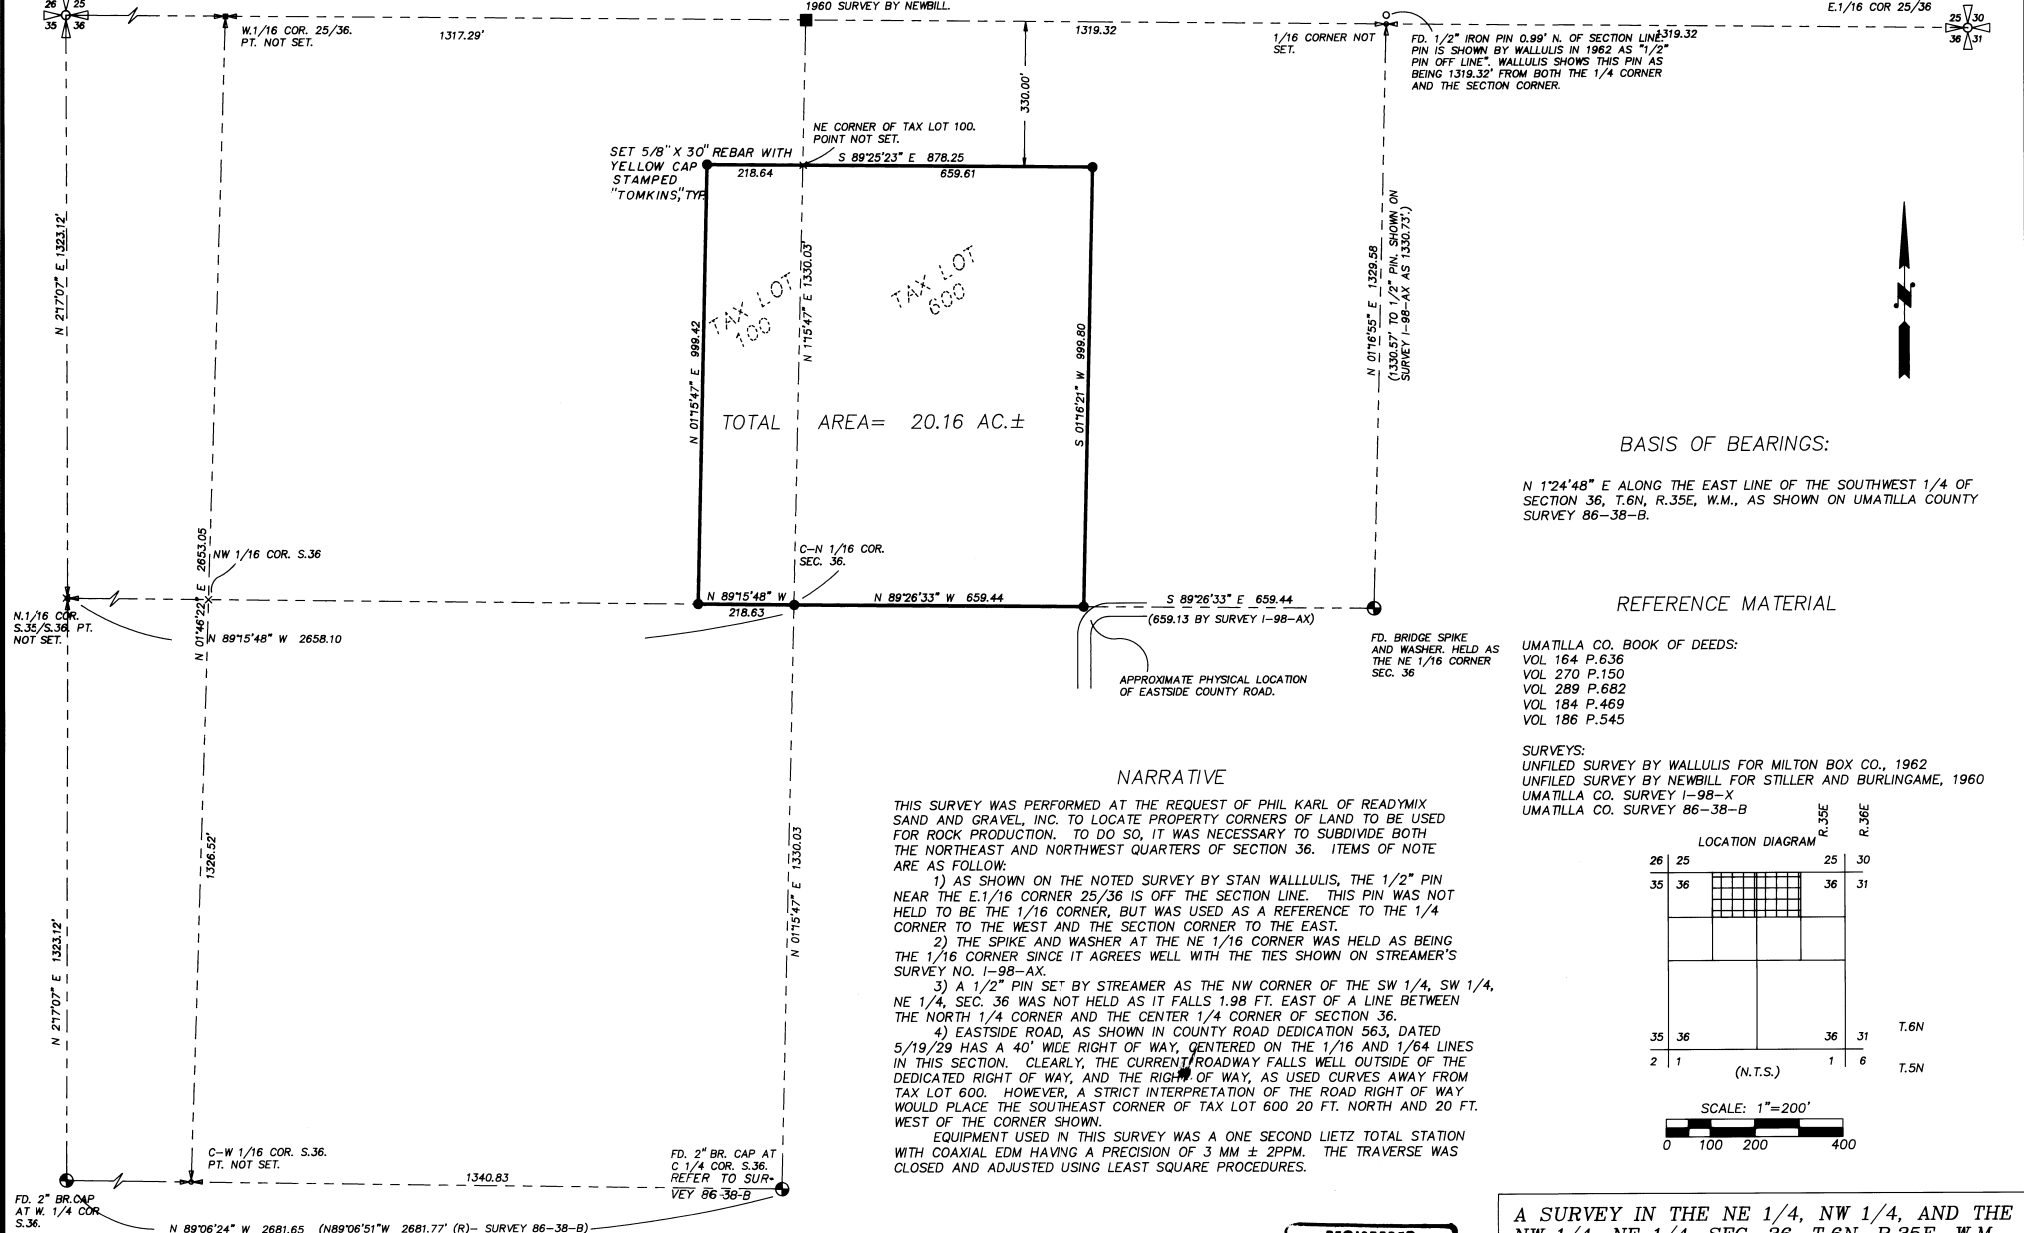 1960 SURVEY BY NEWBILL.
E.1/16 COR 25/36
26 25
35 36
W.1/16 COR. 25/36.
PT. NOT SET.
1317.29'
1319.32
1/16 CORNER NOT
SET.
FD. 1/2" IRON PIN 0.99' N. OF SECTION LINE.
PIN IS SHOWN BY WALLULIS IN 1962 AS "1/2"
PIN OFF LINE". WALLULIS SHOWS THIS PIN AS
BEING 1319.32' FROM BOTH THE 1/4 CORNER
AND THE SECTION CORNER.
1319.32
25 30
36 31
330.00'
NE CORNER OF TAX LOT 100.
POINT NOT SET.
SET 5/8" X 30" REBAR WITH
YELLOW CAP
STAMPED
"TOMKINS," TYP.
S 89°25'23" E 878.25
218.64
659.61
N 2°17'07" E 1323.12'
N 01°15'47" E 999.42
TAX LOT
100
N 1°15'47" E 1330.03'
TAX LOT
600
S 01°16'21" W 999.80
N 01°16'55" E 1329.58
(1330.57' TO 1/2" PIN. SHOWN ON
SURVEY I-98-AX AS 1330.73'.)
N
TOTAL AREA= 20.16 AC.±
BASIS OF BEARINGS:
N 1°24'48" E ALONG THE EAST LINE OF THE SOUTHWEST 1/4 OF
SECTION 36, T.6N, R.35E, W.M., AS SHOWN ON UMATILLA COUNTY
SURVEY 86-38-B.
N 01°46'22" E 2653.05
NW 1/16 COR. S.36
C-N 1/16 COR.
SEC. 36.
N 89°15'48" W
218.63
N 89°26'33" W 659.44
S 89°26'33" E 659.44
(659.13 BY SURVEY I-98-AX)
N.1/16 COR.
S.35/S.36. PT.
NOT SET.
N 89°15'48" W 2658.10
APPROXIMATE PHYSICAL LOCATION
OF EASTSIDE COUNTY ROAD.
FD. BRIDGE SPIKE
AND WASHER. HELD AS
THE NE 1/16 CORNER
SEC. 36
REFERENCE MATERIAL
UMATILLA CO. BOOK OF DEEDS:
VOL 164 P.636
VOL 270 P.150
VOL 289 P.682
VOL 184 P.469
VOL 186 P.545
SURVEYS:
UNFILED SURVEY BY WALLULIS FOR MILTON BOX CO., 1962
UNFILED SURVEY BY NEWBILL FOR STILLER AND BURLINGAME, 1960
UMATILLA CO. SURVEY I-98-X
UMATILLA CO. SURVEY 86-38-B
NARRATIVE
THIS SURVEY WAS PERFORMED AT THE REQUEST OF PHIL KARL OF READYMIX
SAND AND GRAVEL, INC. TO LOCATE PROPERTY CORNERS OF LAND TO BE USED
FOR ROCK PRODUCTION. TO DO SO, IT WAS NECESSARY TO SUBDIVIDE BOTH
THE NORTHEAST AND NORTHWEST QUARTERS OF SECTION 36. ITEMS OF NOTE
ARE AS FOLLOW:
1) AS SHOWN ON THE NOTED SURVEY BY STAN WALLLULIS, THE 1/2" PIN
NEAR THE E.1/16 CORNER 25/36 IS OFF THE SECTION LINE. THIS PIN WAS NOT
HELD TO BE THE 1/16 CORNER, BUT WAS USED AS A REFERENCE TO THE 1/4
CORNER TO THE WEST AND THE SECTION CORNER TO THE EAST.
2) THE SPIKE AND WASHER AT THE NE 1/16 CORNER WAS HELD AS BEING
THE 1/16 CORNER SINCE IT AGREES WELL WITH THE TIES SHOWN ON STREAMER'S
SURVEY NO. I-98-AX.
3) A 1/2" PIN SET BY STREAMER AS THE NW CORNER OF THE SW 1/4, SW 1/4,
NE 1/4, SEC. 36 WAS NOT HELD AS IT FALLS 1.98 FT. EAST OF A LINE BETWEEN
THE NORTH 1/4 CORNER AND THE CENTER 1/4 CORNER OF SECTION 36.
4) EASTSIDE ROAD, AS SHOWN IN COUNTY ROAD DEDICATION 563, DATED
5/19/29 HAS A 40' WIDE RIGHT OF WAY, CENTERED ON THE 1/16 AND 1/64 LINES
IN THIS SECTION. CLEARLY, THE CURRENT ROADWAY FALLS WELL OUTSIDE OF THE
DEDICATED RIGHT OF WAY, AND THE RIGHT OF WAY, AS USED CURVES AWAY FROM
TAX LOT 600. HOWEVER, A STRICT INTERPRETATION OF THE ROAD RIGHT OF WAY
WOULD PLACE THE SOUTHEAST CORNER OF TAX LOT 600 20 FT. NORTH AND 20 FT.
WEST OF THE CORNER SHOWN.
EQUIPMENT USED IN THIS SURVEY WAS A ONE SECOND LIETZ TOTAL STATION
WITH COAXIAL EDM HAVING A PRECISION OF 3 MM ± 2PPM. THE TRAVERSE WAS
CLOSED AND ADJUSTED USING LEAST SQUARE PROCEDURES.
1326.52'
N 01°15'47" E 1330.03
N 2°17'07" E 1323.12'
R.35E
R.36E
LOCATION DIAGRAM
26 25 25 30
35 36 36 31
35 36 36 31
T.6N
2 1 1 6
T.5N
(N.T.S.)
SCALE: 1"=200'
0 100 200 400
C-W 1/16 COR. S.36.
PT. NOT SET.
1340.83
FD. 2" BR. CAP AT
C 1/4 COR. S.36.
REFER TO SUR-
VEY 86-38-B
FD. 2" BR.CAP
AT W. 1/4 COR
S.36.
N 89°06'24" W 2681.65 (N89°06'51"W 2681.77' (R)- SURVEY 86-38-B)
A SURVEY IN THE NE 1/4, NW 1/4, AND THE
NW 1/4, NE 1/4, SEC. 36, T.6N, R.35E, W.M.